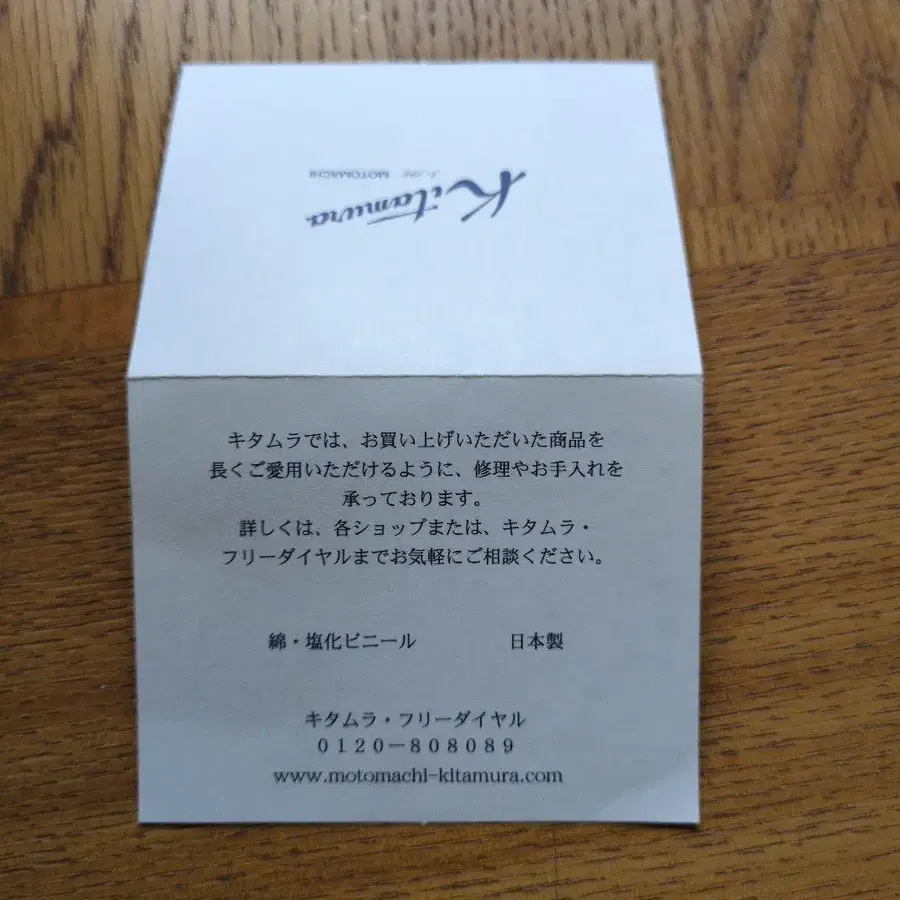 Kitamura
MOTOMACHI
キタムラでは、お買い上げいただいた商品を
長くご愛用いただけるように、修理やお手入れを
承っております。
詳しくは、各ショップまたは、キタムラ・
フリーダイヤルまでお気軽にご相談ください。
綿・塩化ビニール 日本製
キタムラ・フリーダイヤル
0120－808089
www.motomachi-kitamura.com